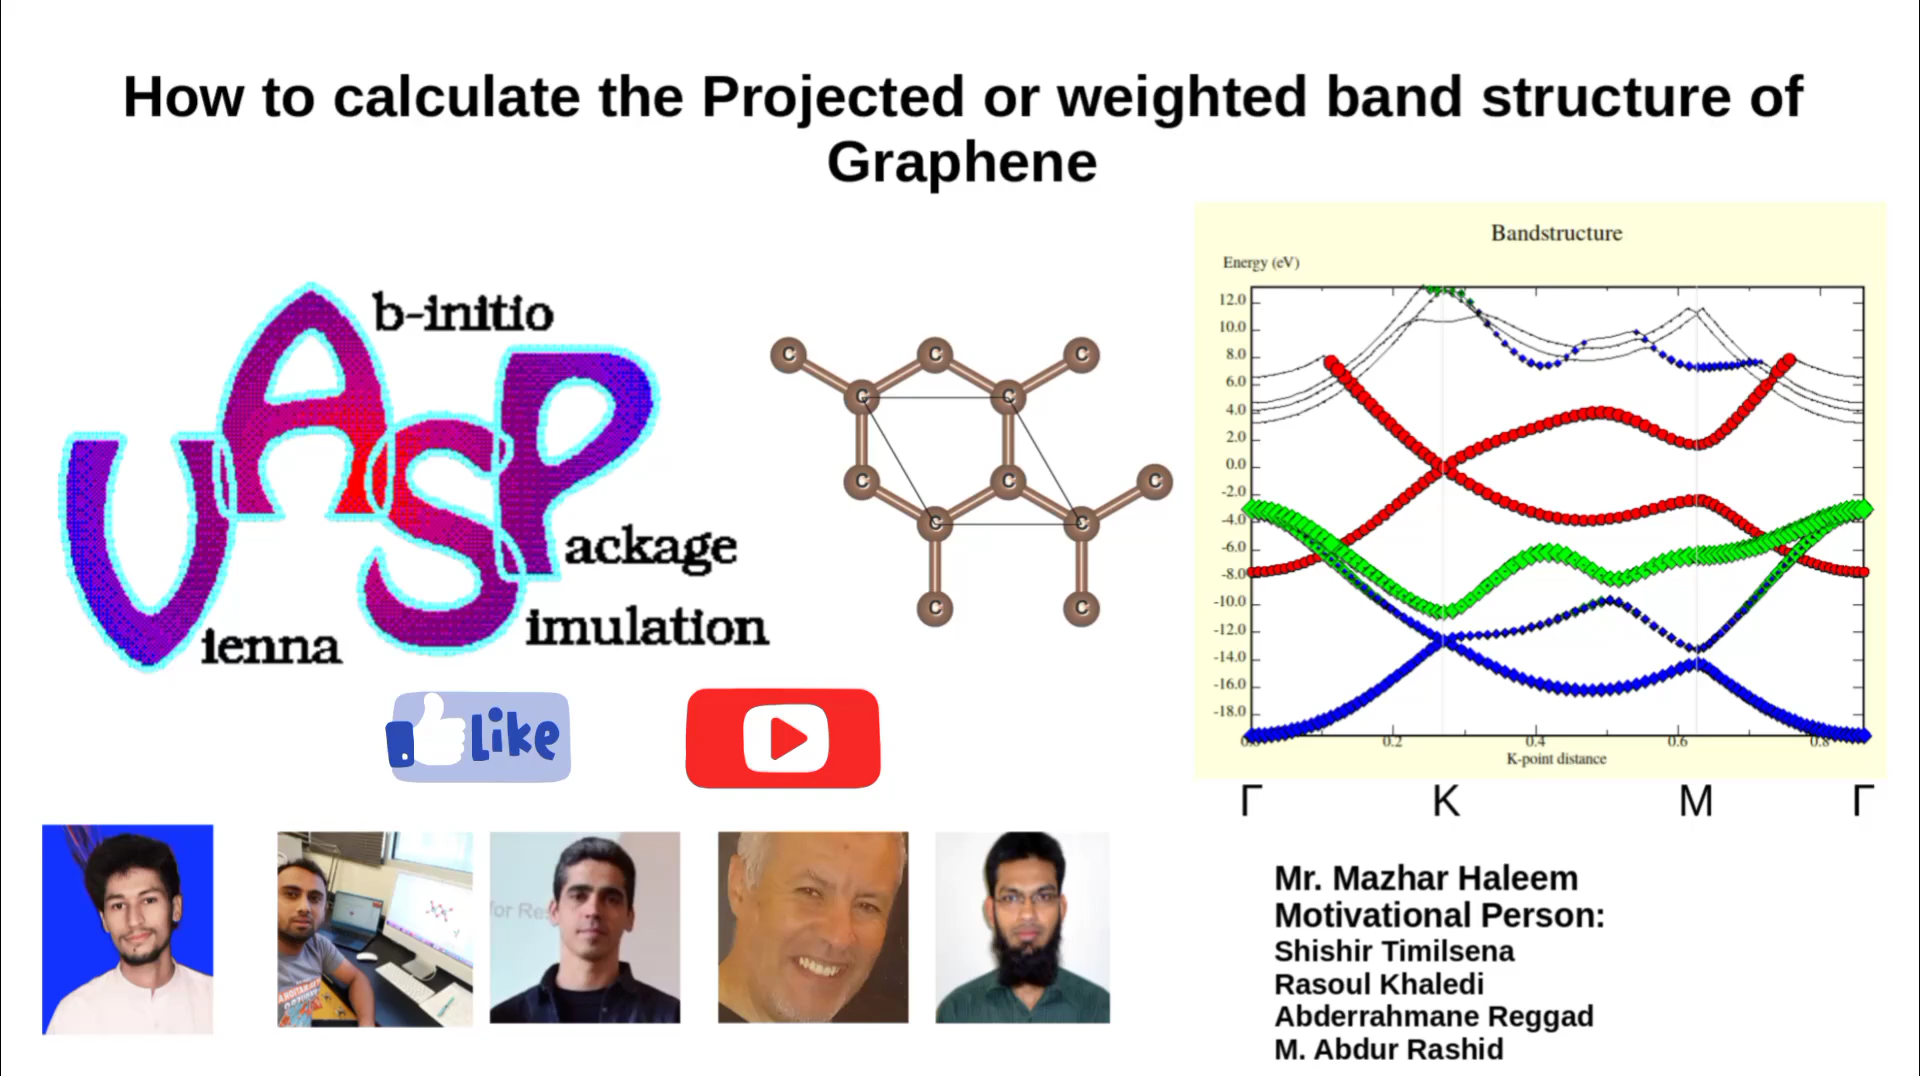 How to calculate the Projected or weighted band structure of
Graphene
b-initio
ackage
imulation
ienna
VASP
C C C
C C
C C C
C C
C C
Like
for Res
Bandstructure
Energy (eV)
12.0
10.0
8.0
6.0
4.0
2.0
0.0
-2.0
-4.0
-6.0
-8.0
-10.0
-12.0
-14.0
-16.0
-18.0
0.2 0.4 0.6 0.8
K-point distance
Γ K M Γ
Mr. Mazhar Haleem
Motivational Person:
Shishir Timilsena
Rasoul Khaledi
Abderrahmane Reggad
M. Abdur Rashid